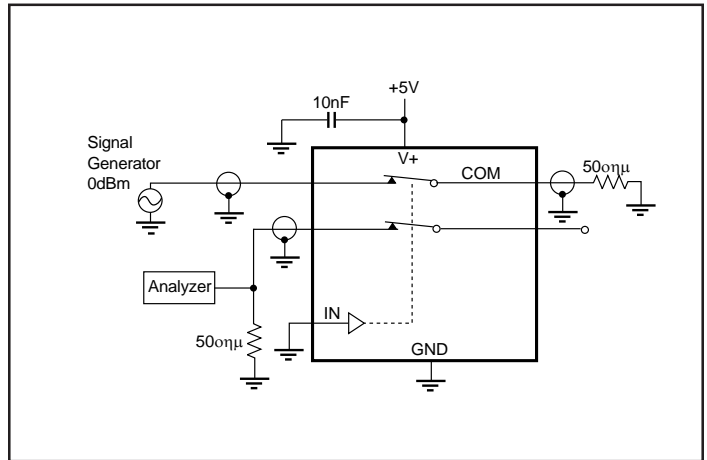 +5V
10nF
Signal
Generator
0dBm
V+
COM
50οημ
Analyzer
IN
50οημ
GND